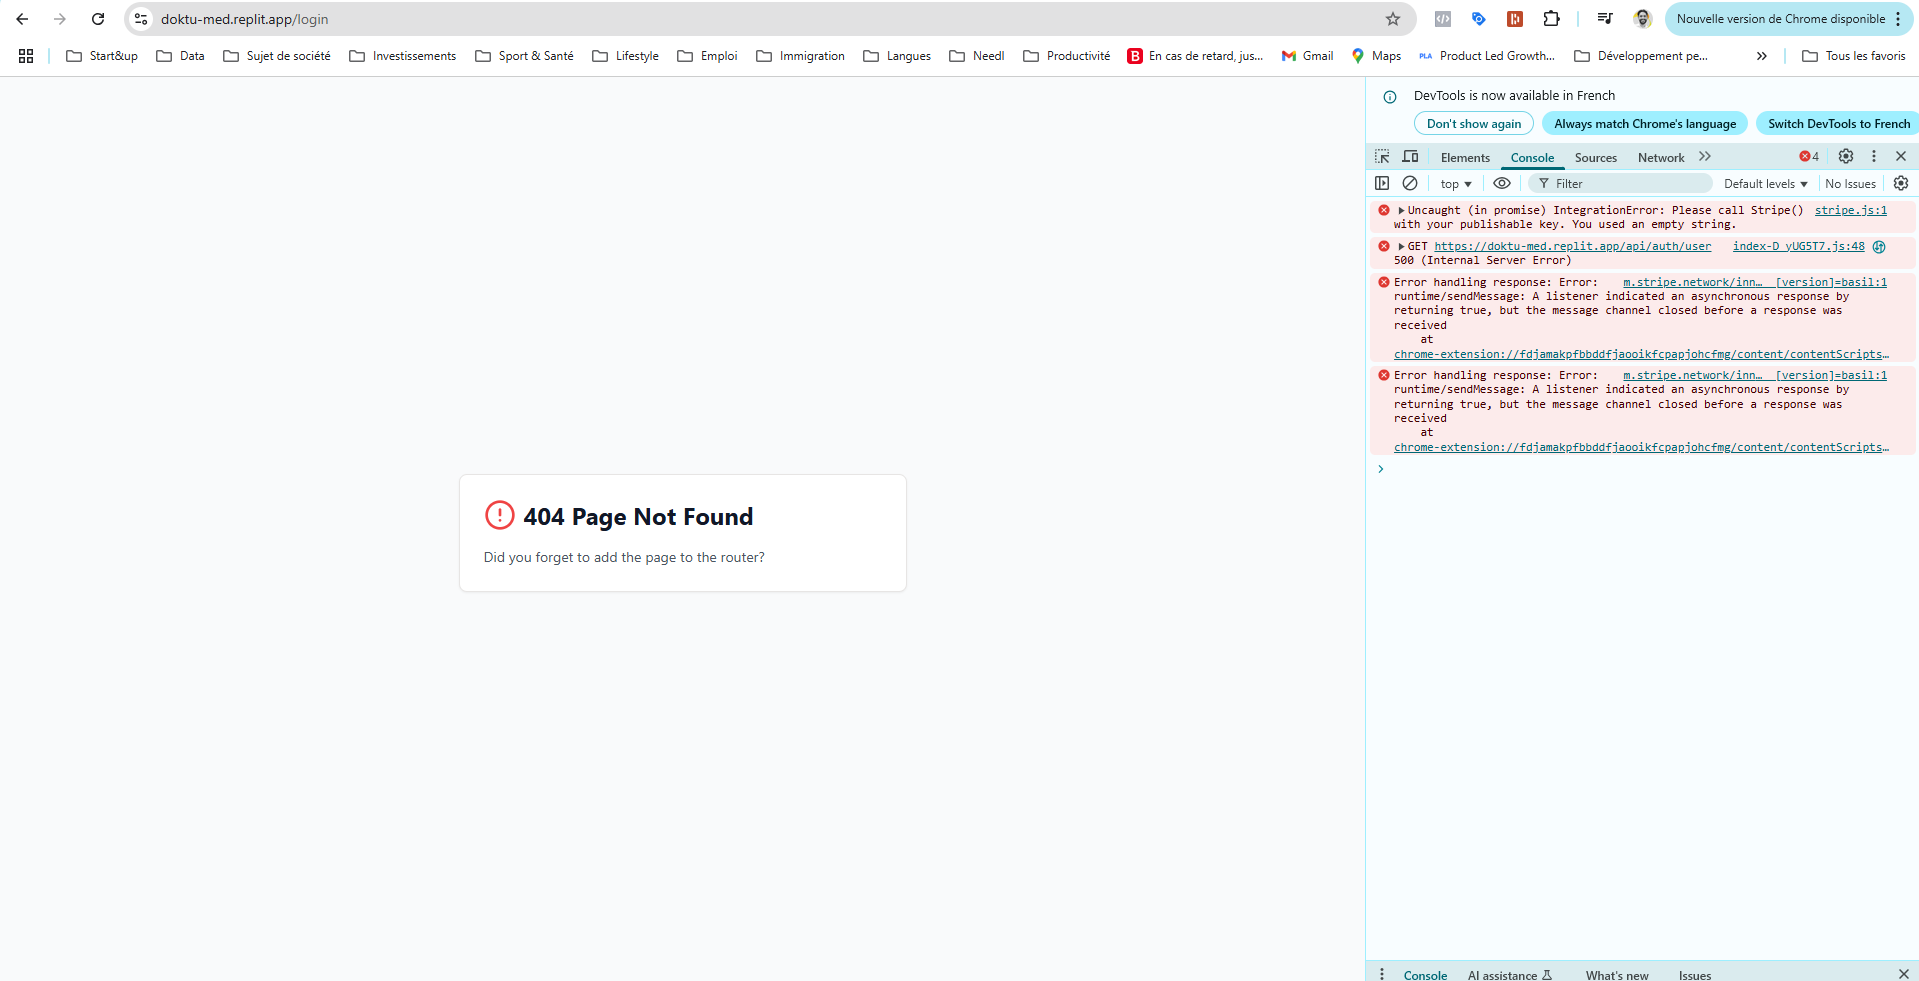 doktu-med.replit.app/login
Nouvelle version de Chrome disponible
Start&up
Data
Sujet de société
Investissements
Sport & Santé
Lifestyle
Emploi
Immigration
Langues
Needl
Productivité
B
En cas de retard, jus...
Gmail
Maps
PLA
Product Led Growth...
Développement pe...
»
Tous les favoris
DevTools is now available in French
Don't show again
Always match Chrome's language
Switch DevTools to French
Elements
Console
Sources
Network
4
top
Filter
Default levels
No Issues
Uncaught (in promise) IntegrationError: Please call Stripe() stripe.js:1
with your publishable key. You used an empty string.
GET https://doktu-med.replit.app/api/auth/user index-D_yUG5T7.js:48
500 (Internal Server Error)
Error handling response: Error: m.stripe.network/inn…_[version]=basil:1
runtime/sendMessage: A listener indicated an asynchronous response by
returning true, but the message channel closed before a response was
received
at
chrome-extension://fdjamakpfbbddfjaooikfcpapjohcfmg/content/contentScripts…
Error handling response: Error: m.stripe.network/inn…_[version]=basil:1
runtime/sendMessage: A listener indicated an asynchronous response by
returning true, but the message channel closed before a response was
received
at
chrome-extension://fdjamakpfbbddfjaooikfcpapjohcfmg/content/contentScripts…
404 Page Not Found
Did you forget to add the page to the router?
Console
AI assistance
What's new
Issues